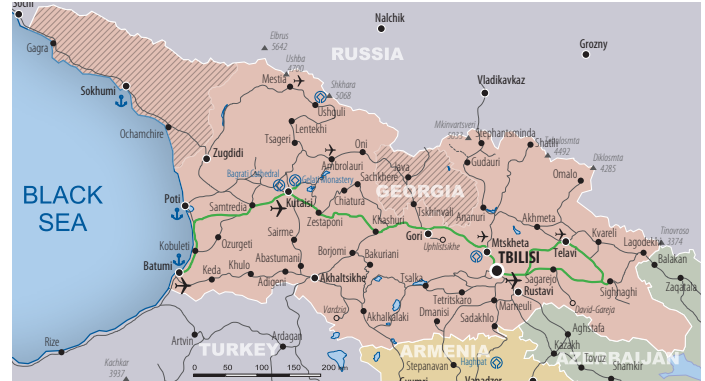 Sochi
Nalchik
Elbrus
5642
RUSSIA
Grozny
Gagra
Ushba
4700
Mestia
Shkhara
5068
Vladikavkaz
Sokhumi
Ushguli
Ochamchire
Lentekhi
Mkinvartsveri
5033
Stephantsminda
Tsageri
Oni
Shatili
Tebulosmta
4492
Zugdidi
Ambrolauri
Java
Gudauri
Diklosmta
4285
Bagrati Cathedral
Gelati Monastery
Sachkhere
Omalo
BLACK
SEA
GEORGIA
Poti
Kutaisi
Chiatura
Samtredia
Tskhinvali
Ananuri
Zestaponi
Khashuri
Akhmeta
Kobuleti
Ozurgeti
Sairme
Gori
Uphlistsikhe
Mtskheta
Telavi
Kvareli
Tinovroso
3374
Lagodekhi
Borjomi
Bakuriani
TBILISI
Balakan
Batumi
Keda
Khulo
Abastumani
Adigeni
Akhaltsikhe
Tsalka
Sagarejo
Rustavi
Sighnaghi
Zaqatala
Vardzia
Akhalkalaki
Tetritskaro
Marneuli
David-Gareja
Dmanisi
Sadakhlo
Rize
Artvin
Ardagan
Aghstafa
TURKEY
ARMENIA
Kazakh
AZERBAIJAN
Tovuz
Shamkir
Kachkar
3937
0
50
100
150
200 km
Stepanavan
Haghpat
Gyumri
Vanadzor